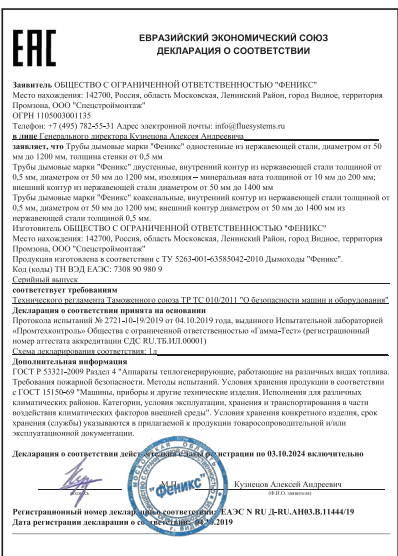 ЕАС
ЕВРАЗИЙСКИЙ ЭКОНОМИЧЕСКИЙ СОЮЗ
ДЕКЛАРАЦИЯ О СООТВЕТСТВИИ
Заявитель ОБЩЕСТВО С ОГРАНИЧЕННОЙ ОТВЕТСТВЕННОСТЬЮ "ФЕНИКС"
Место нахождения: 142700, Россия, область Московская, Ленинский Район, город Видное, территория
Промзона, ООО "Спецстроймонтаж"
ОГРН 1105003001135
Телефон: +7 (495) 782-55-31 Адрес электронной почты: info@fluesystems.ru
в лице Генерального директора Кузнецова Алексея Андреевича
заявляет, что Трубы дымовые марки "Феникс" одностенные из нержавеющей стали, диаметром от 50
мм до 1200 мм, толщина стенки от 0,5 мм
Трубы дымовые марки "Феникс" двустенные, внутренний контур из нержавеющей стали толщиной от
0,5 мм, диаметром от 50 мм до 1200 мм, изоляция – минеральная вата толщиной от 10 мм до 200 мм;
внешний контур из нержавеющей стали диаметром от 50 мм до 1400 мм
Трубы дымовые марки "Феникс" коаксиальные, внутренний контур из нержавеющей стали толщиной от
0,5 мм, диаметром от 50 мм до 1200 мм; внешний контур диаметром от 50 мм до 1400 мм из
нержавеющей стали толщиной 0,5 мм.
Изготовитель ОБЩЕСТВО С ОГРАНИЧЕННОЙ ОТВЕТСТВЕННОСТЬЮ "ФЕНИКС"
Место нахождения: 142700, Россия, область Московская, Ленинский Район, город Видное, территория
Промзона, ООО "Спецстроймонтаж"
Продукция изготовлена в соответствии с ТУ 5263-001-63585042-2010 Дымоходы "Феникс".
Код (коды) ТН ВЭД ЕАЭС: 7308 90 980 9
Серийный выпуск
соответствует требованиям
Технического регламента Таможенного союза ТР ТС 010/2011 "О безопасности машин и оборудования"
Декларация о соответствии принята на основании
Протокола испытаний № 2721-10-19/2019 от 04.10.2019 года, выданного Испытательной лабораторией
«Промтехконтроль» Общества с ограниченной ответственностью «Гамма-Тест» (регистрационный
номер аттестата аккредитации СДС RU.ТБ.ИЛ.00001)
Схема декларирования соответствия: 1д
Дополнительная информация
ГОСТ Р 53321-2009 Раздел 4 "Аппараты теплогенерирующие, работающие на различных видах топлива.
Требования пожарной безопасности. Методы испытаний. Условия хранения продукции в соответствии
с ГОСТ 15150-69 "Машины, приборы и другие технические изделия. Исполнения для различных
климатических районов. Категории, условия эксплуатации, хранения и транспортирования в части
воздействия климатических факторов внешней среды". Условия хранения конкретного изделия, срок
хранения (службы) указываются в прилагаемой к продукции товаросопроводительной и/или
эксплуатационной документации.
Декларация о соответствии действительна с даты регистрации по 03.10.2024 включительно
М.П. Кузнецов Алексей Андреевич
подпись (Ф.И.О. заявителя)
"Феникс"
Регистрационный номер декларации о соответствии: ЕАЭС N RU Д-RU.АН03.В.11444/19
Дата регистрации декларации о соответствии: 04.10.2019